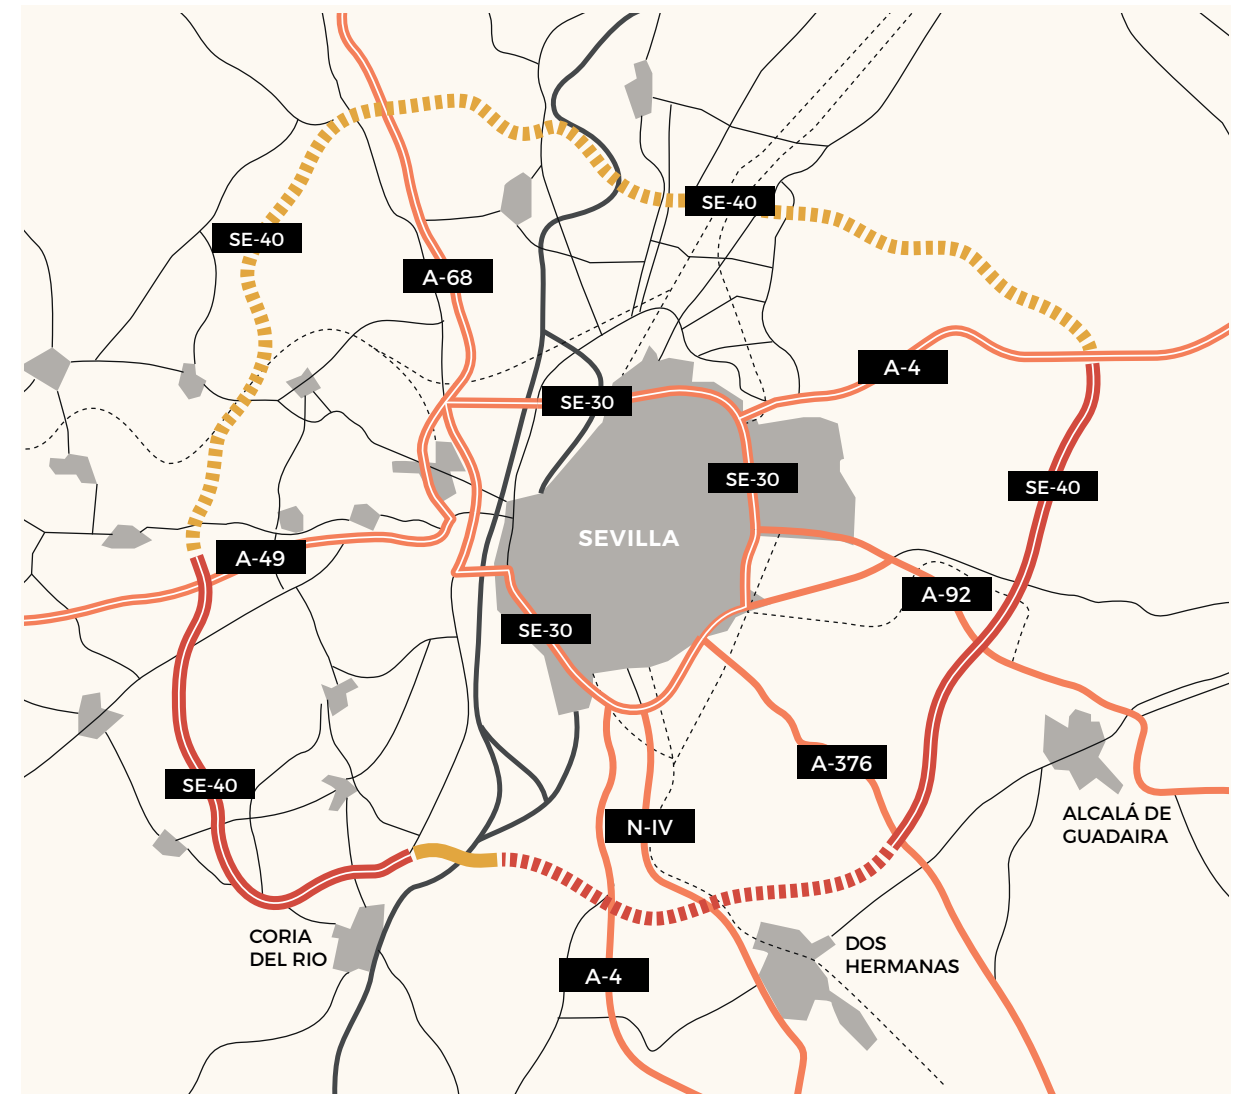 SE-40
SE-40
A-68
A-4
SE-30
SE-30
SE-40
SEVILLA
A-49
A-92
SE-30
A-376
SE-40
N-IV
ALCALÁ DE
GUADAIRA
CORIA
DEL RIO
DOS
HERMANAS
A-4